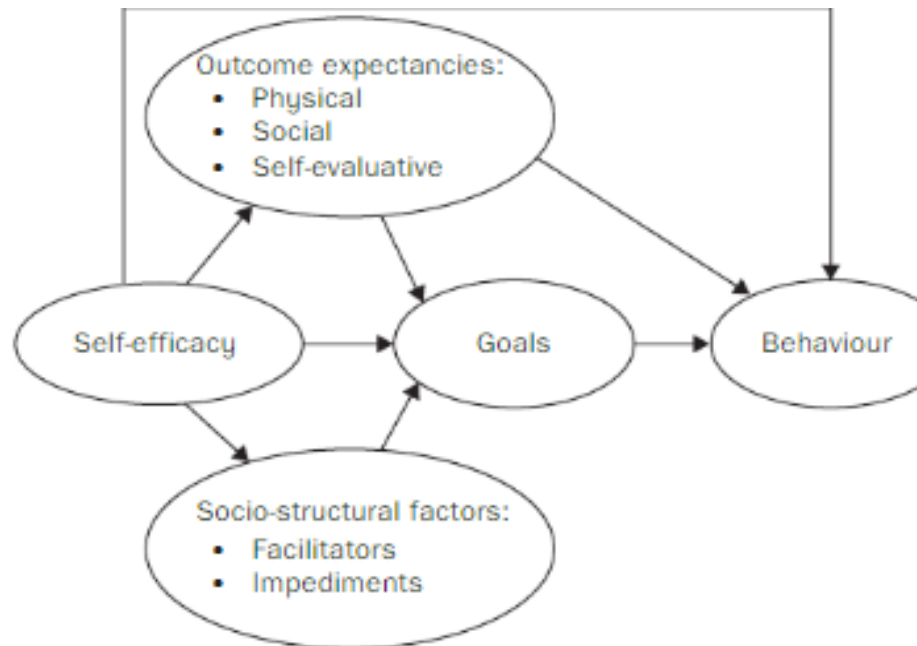 Outcome expectancies:
• Physical
• Social
• Self-evaluative
Self-efficacy
Goals
Behaviour
Socio-structural factors:
• Facilitators
• Impediments